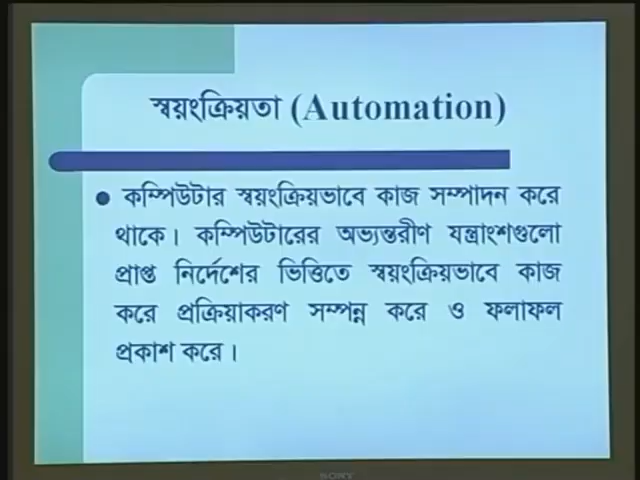 স্বয়ংক্রিয়তা (Automation)
কম্পিউটার স্বয়ংক্রিয়ভাবে কাজ সম্পাদন করে
থাকে। কম্পিউটারের অভ্যন্তরীণ যন্ত্রাংশগুলো
প্রাপ্ত নির্দেশের ভিত্তিতে স্বয়ংক্রিয়ভাবে কাজ
করে প্রক্রিয়াকরণ সম্পন্ন করে ও ফলাফল
প্রকাশ করে।
SONY